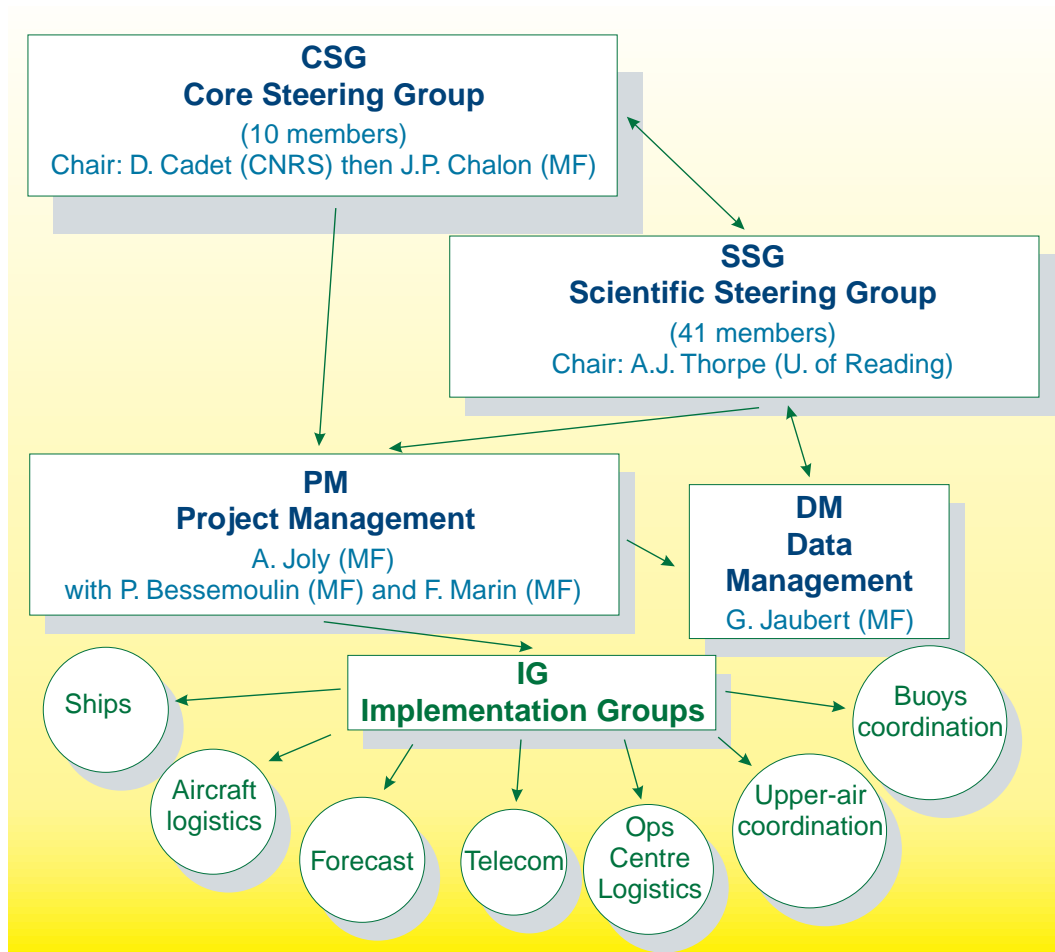 CSG
Core Steering Group
(10 members)
Chair: D. Cadet (CNRS) then J.P. Chalon (MF)
SSG
Scientific Steering Group
(41 members)
Chair: A.J. Thorpe (U. of Reading)
PM
Project Management
A. Joly (MF)
with P. Bessemoulin (MF) and F. Marin (MF)
DM
Data
Management
G. Jaubert (MF)
IG
Implementation Groups
Ships
Aircraft
logistics
Forecast
Telecom
Ops
Centre
Logistics
Upper-air
coordination
Buoys
coordination